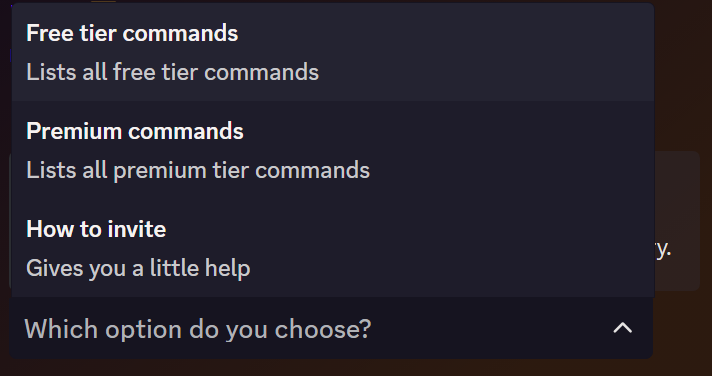 Free tier commands
Lists all free tier commands
Premium commands
Lists all premium tier commands
How to invite
Gives you a little help
Which option do you choose?